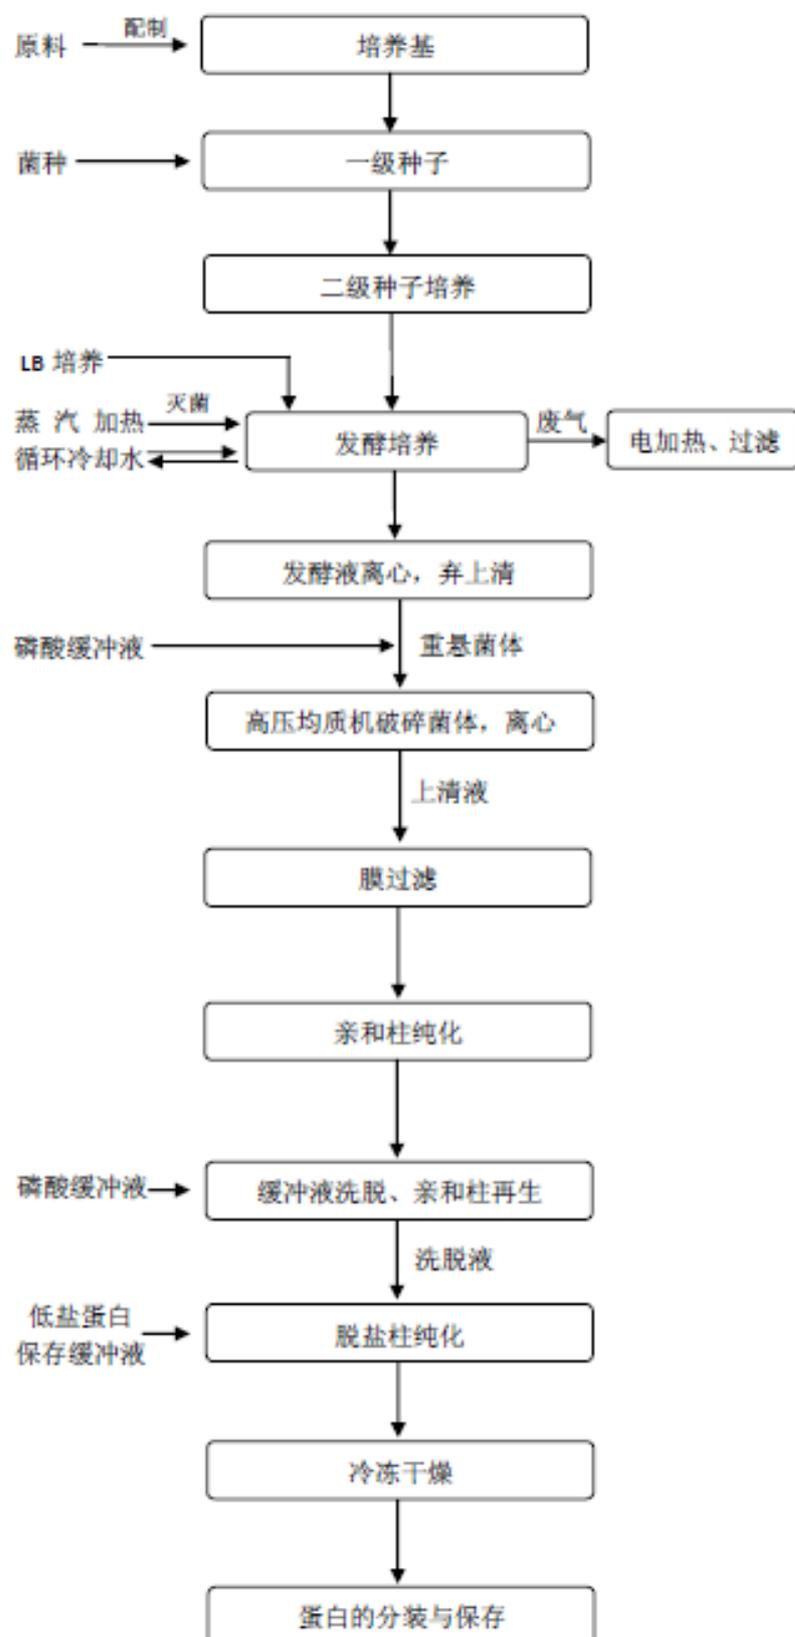 配制
原料
培养基
菌种
一级种子
二级种子培养
LB 培养
灭菌
蒸 汽 加热
循环冷却水
发酵培养
废气
电加热、过滤
发酵液离心，弃上清
磷酸缓冲液
重悬菌体
高压均质机破碎菌体，离心
上清液
膜过滤
亲和柱纯化
磷酸缓冲液
缓冲液洗脱、亲和柱再生
洗脱液
低盐蛋白
保存缓冲液
脱盐柱纯化
冷冻干燥
蛋白的分装与保存